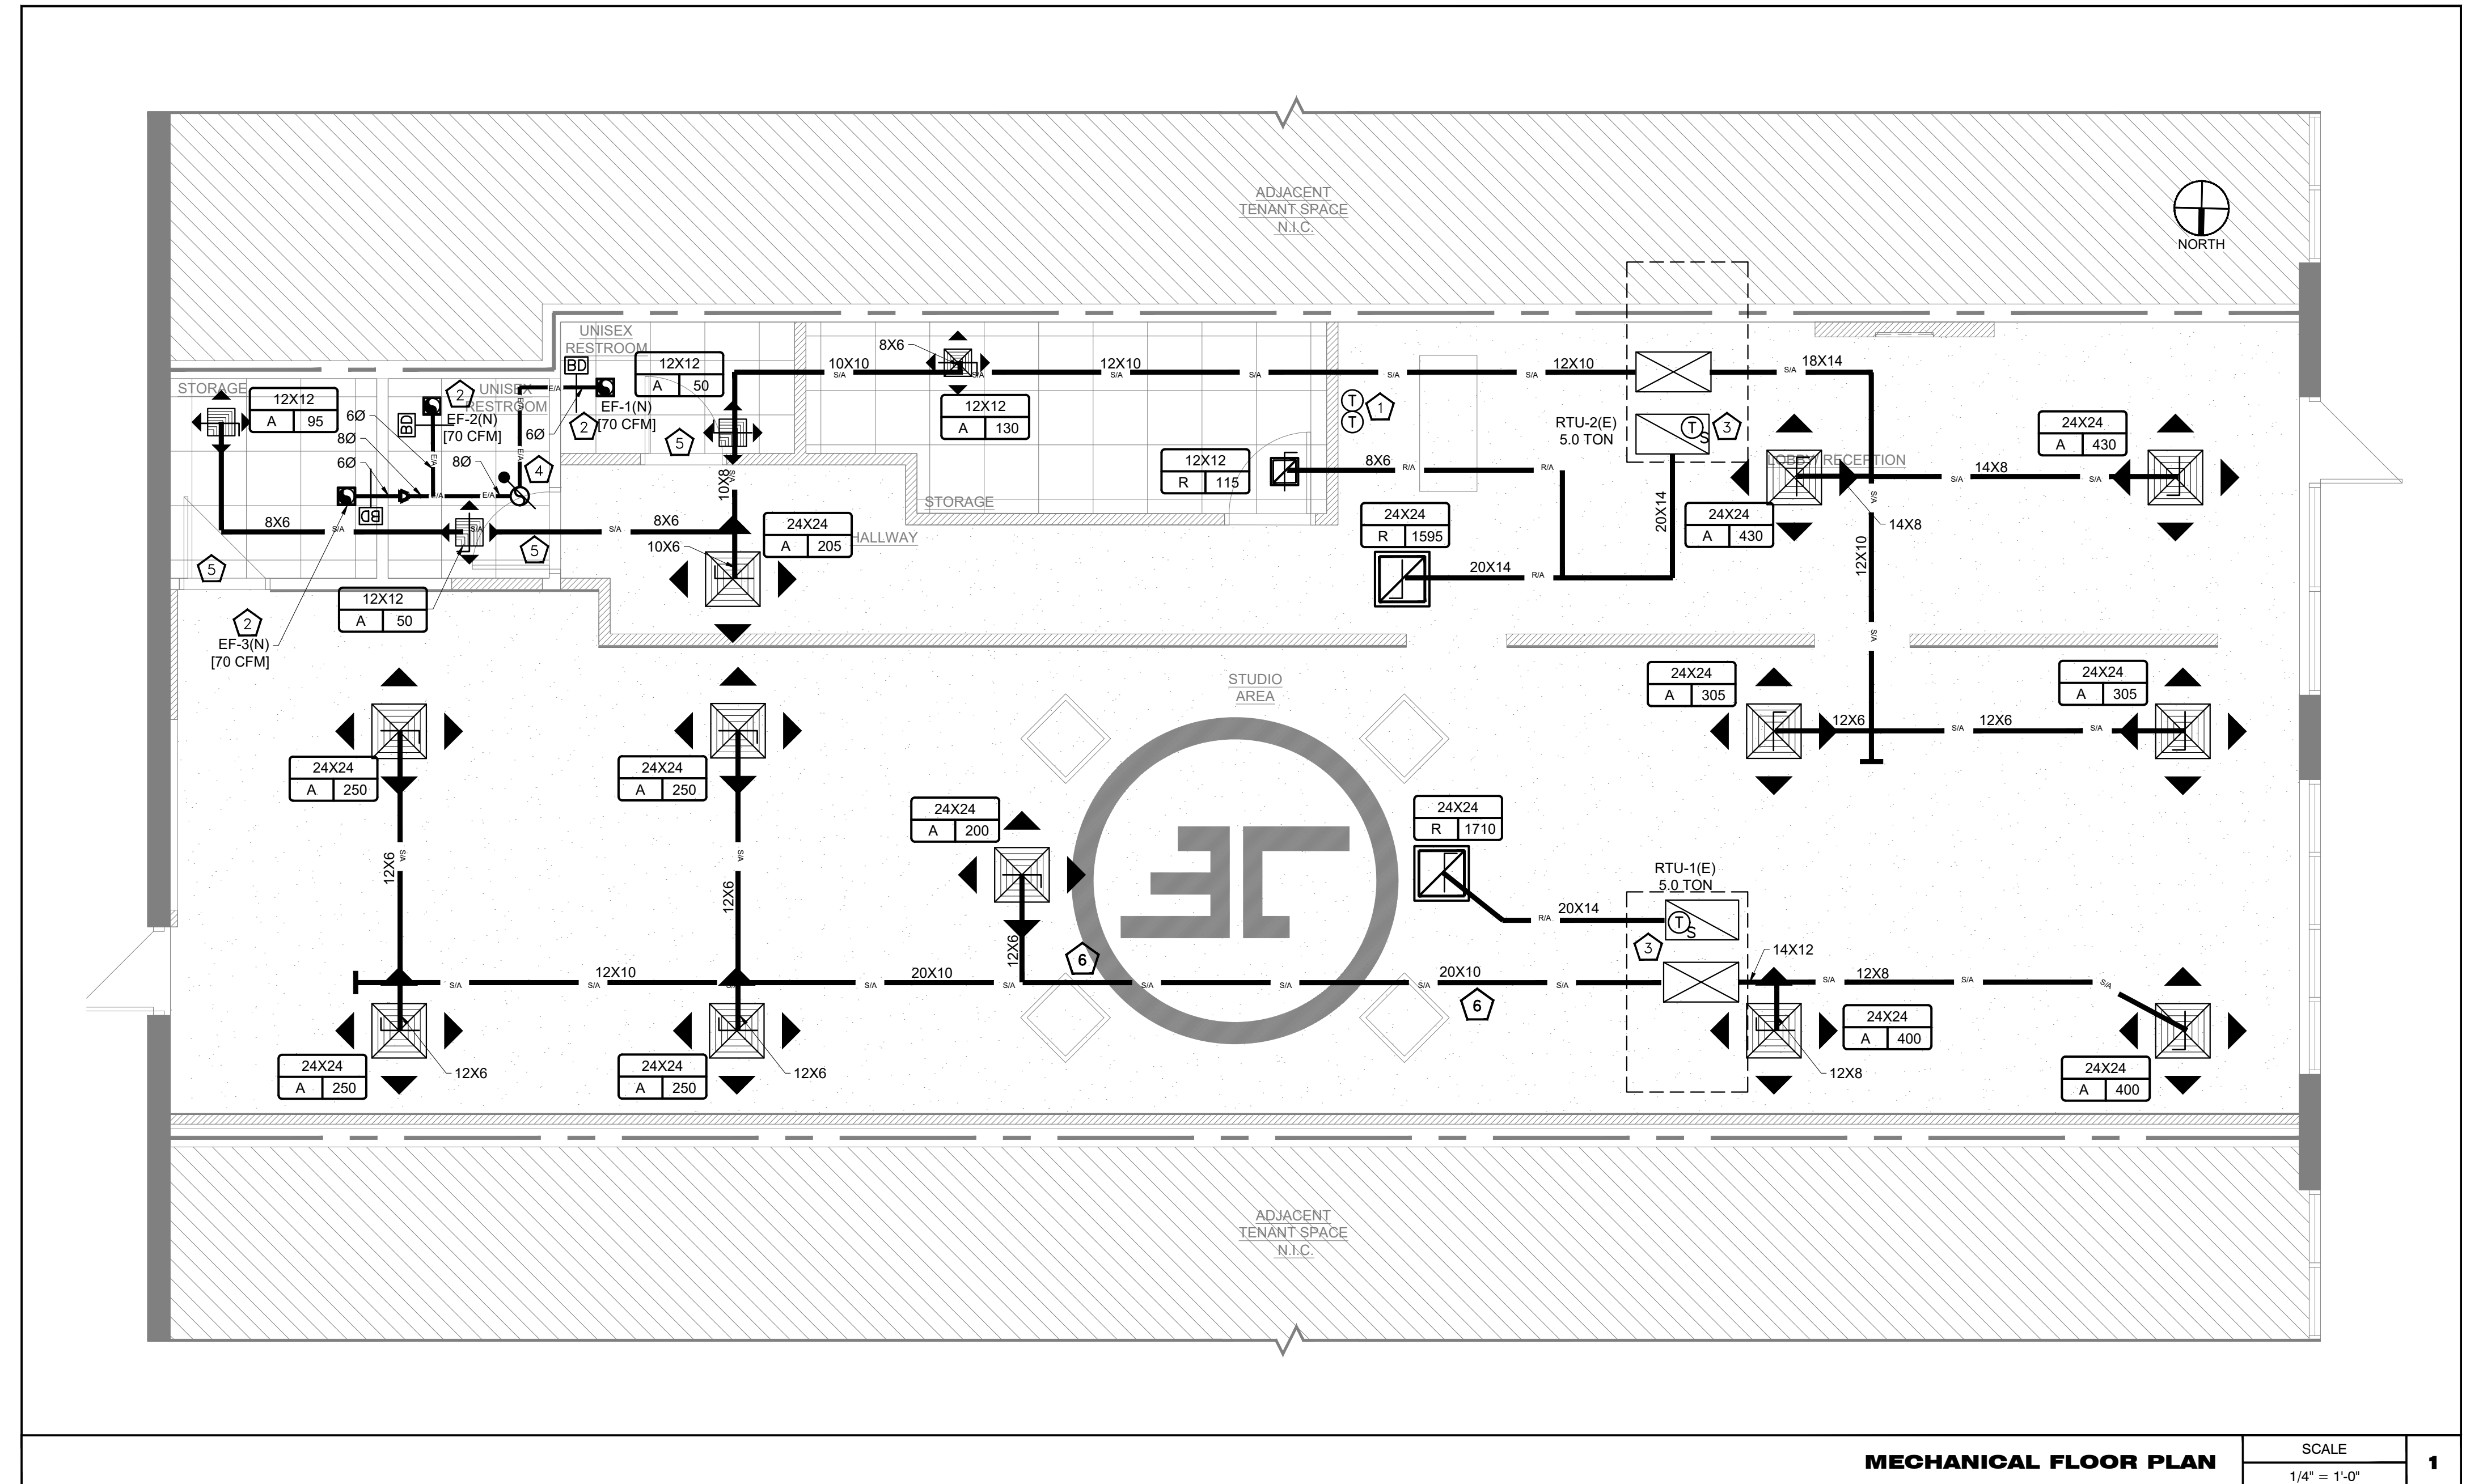 ADJACENT
TENANT SPACE
N.I.C.
NORTH
UNISEX
RESTROOM
BD
12X12
A 50
8X6
10X10
S/A
S/A
12X10
S/A
S/A
S/A
S/A
12X10
18X14
S/A
STORAGE
12X12
A 95
2
UNISEX
RESTROOM
E/A
E/A
6Ø
BD
EF-2(N)
[70 CFM]
EF-1(N)
[70 CFM]
2
6Ø
5
12X12
A 130
T
T
1
RTU-2(E)
5.0 TON
T
S
3
24X24
A 430
8Ø
6Ø
E/A
8Ø
E/A
4
E/A
E/A
10X8
S/A
12X12
R 115
8X6
R/A
R/A
LOBBY/RECEPTION
14X8
S/A
S/A
S/A
BD
STORAGE
20X14
24X24
A 430
14X8
8X6
S/A
S/A
S/A
8X6
10X6
24X24
A 205
HALLWAY
24X24
R 1595
20X14
R/A
12X10
5
5
12X12
A 50
2
EF-3(N)
[70 CFM]
S/A
STUDIO
AREA
24X24
A 305
24X24
A 305
12X6
S/A
12X6
S/A
24X24
A 250
24X24
A 250
24X24
A 200
24X24
R 1710
12X6
S/A
12X6
S/A
RTU-1(E)
5.0 TON
R/A
20X14
T
S
12X6
6
3
14X12
S/A
12X10
S/A
S/A
S/A
20X10
S/A
S/A
S/A
S/A
20X10
S/A
6
S/A
12X8
S/A
S/A
24X24
A 400
24X24
A 250
12X6
24X24
A 250
12X6
12X8
24X24
A 400
ADJACENT
TENANT SPACE
N.I.C.
MECHANICAL FLOOR PLAN
SCALE
1/4" = 1'-0"
1